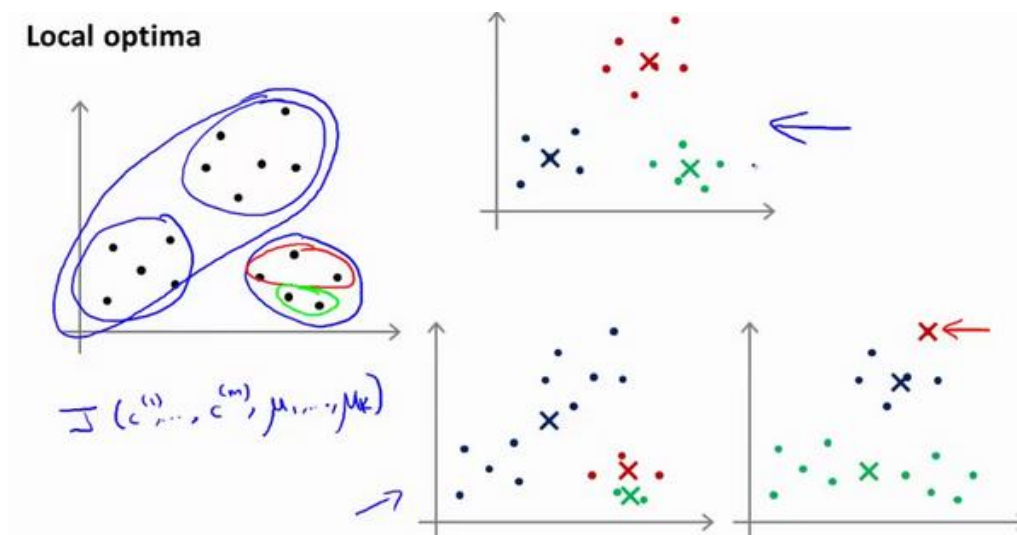 Local optima
J (c⁽¹⁾, ..., c⁽ᵐ⁾, μ₁, ..., μₖ)